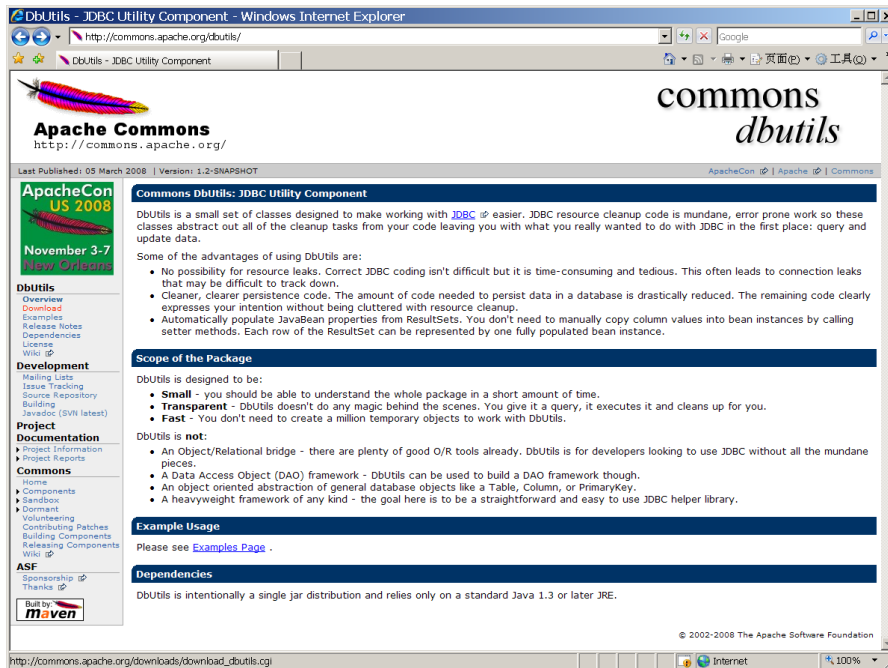 DbUtils - JDBC Utility Component - Windows Internet Explorer
http://commons.apache.org/dbutils/
Google
DbUtils - JDBC Utility Component
页面(P)
工具(O)
Apache Commons
http://commons.apache.org/
commons
dbutils
Last Published: 05 March 2008 | Version: 1.2-SNAPSHOT
ApacheCon | Apache | Commons
ApacheCon
US 2008
November 3-7
New Orleans
DbUtils
Overview
Download
Examples
Release Notes
Dependencies
License
Wiki
Development
Mailing Lists
Issue Tracking
Source Repository
Building
Javadoc (SVN latest)
Project
Documentation
Project Information
Project Reports
Commons
Home
Components
Sandbox
Dormant
Volunteering
Contributing Patches
Building Components
Releasing Components
Wiki
ASF
Sponsorship
Thanks
Built by:
maven
Commons DbUtils: JDBC Utility Component
DbUtils is a small set of classes designed to make working with JDBC easier. JDBC resource cleanup code is mundane, error prone work so these
classes abstract out all of the cleanup tasks from your code leaving you with what you really wanted to do with JDBC in the first place: query and
update data.
Some of the advantages of using DbUtils are:
• No possibility for resource leaks. Correct JDBC coding isn't difficult but it is time-consuming and tedious. This often leads to connection leaks
that may be difficult to track down.
• Cleaner, clearer persistence code. The amount of code needed to persist data in a database is drastically reduced. The remaining code clearly
expresses your intention without being cluttered with resource cleanup.
• Automatically populate JavaBean properties from ResultSets. You don't need to manually copy column values into bean instances by calling
setter methods. Each row of the ResultSet can be represented by one fully populated bean instance.
Scope of the Package
DbUtils is designed to be:
• Small - you should be able to understand the whole package in a short amount of time.
• Transparent - DbUtils doesn't do any magic behind the scenes. You give it a query, it executes it and cleans up for you.
• Fast - You don't need to create a million temporary objects to work with DbUtils.
DbUtils is not:
• An Object/Relational bridge - there are plenty of good O/R tools already. DbUtils is for developers looking to use JDBC without all the mundane
pieces.
• A Data Access Object (DAO) framework - DbUtils can be used to build a DAO framework though.
• An object oriented abstraction of general database objects like a Table, Column, or PrimaryKey.
• A heavyweight framework of any kind - the goal here is to be a straightforward and easy to use JDBC helper library.
Example Usage
Please see Examples Page .
Dependencies
DbUtils is intentionally a single jar distribution and relies only on a standard Java 1.3 or later JRE.
© 2002-2008 The Apache Software Foundation
http://commons.apache.org/downloads/download_dbutils.cgi
Internet
100%